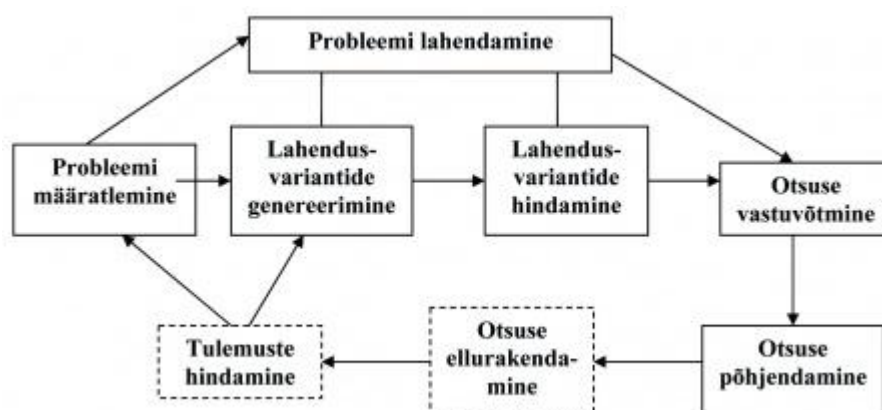 Probleemi lahendamine
Probleemi
määratlemine
Lahendus-
variantide
genereerimine
Lahendus-
variantide
hindamine
Otsuse
vastuvõtmine
Tulemuste
hindamine
Otsuse
ellurakenda-
mine
Otsuse
põhjendamine